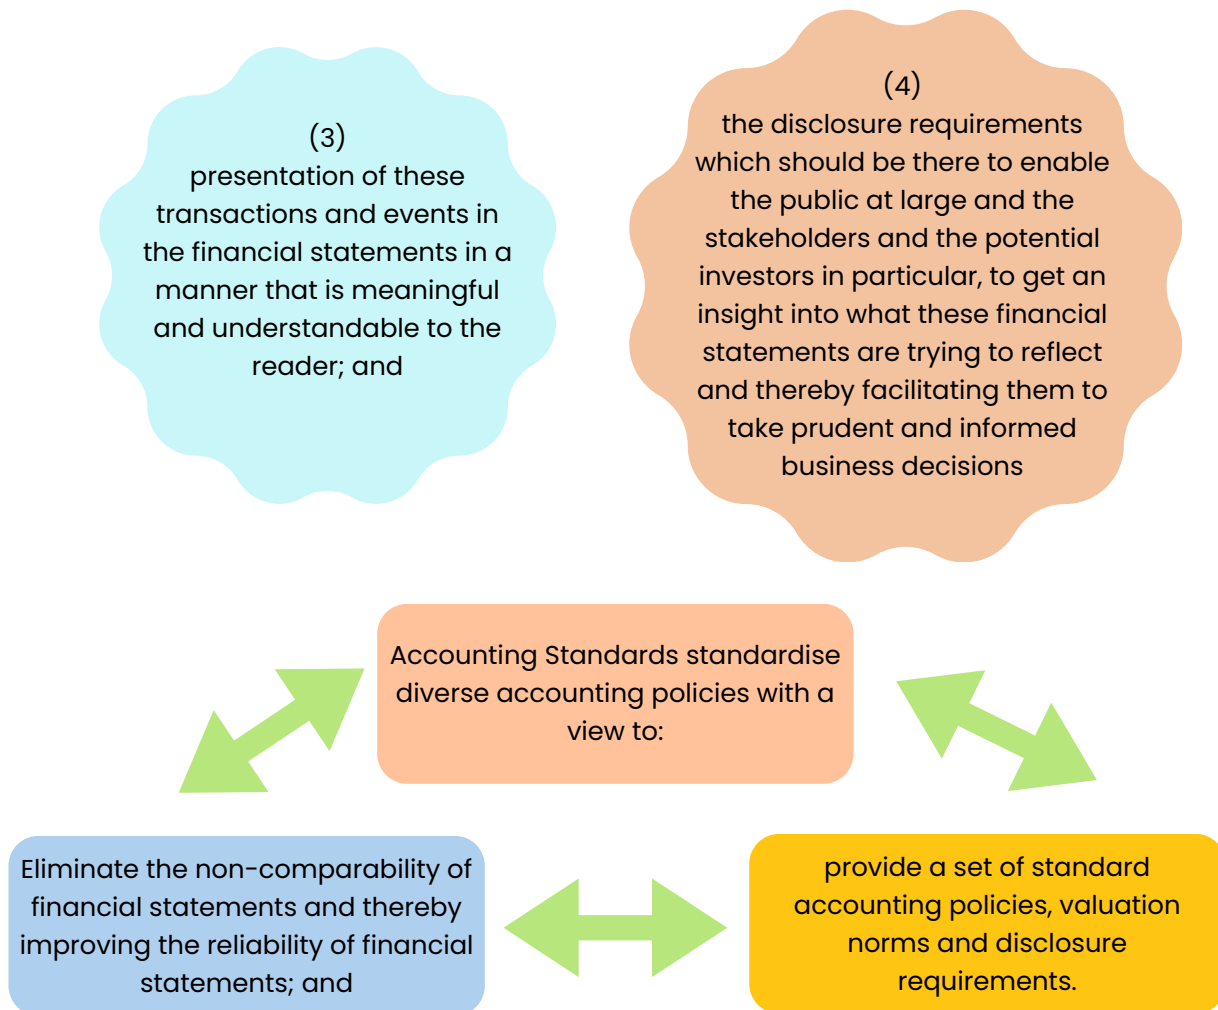 (3)
presentation of these
transactions and events in
the financial statements in a
manner that is meaningful
and understandable to the
reader; and
(4)
the disclosure requirements
which should be there to enable
the public at large and the
stakeholders and the potential
investors in particular, to get an
insight into what these financial
statements are trying to reflect
and thereby facilitating them to
take prudent and informed
business decisions
Accounting Standards standardise
diverse accounting policies with a
view to:
Eliminate the non-comparability of
financial statements and thereby
improving the reliability of financial
statements; and
provide a set of standard
accounting policies, valuation
norms and disclosure
requirements.